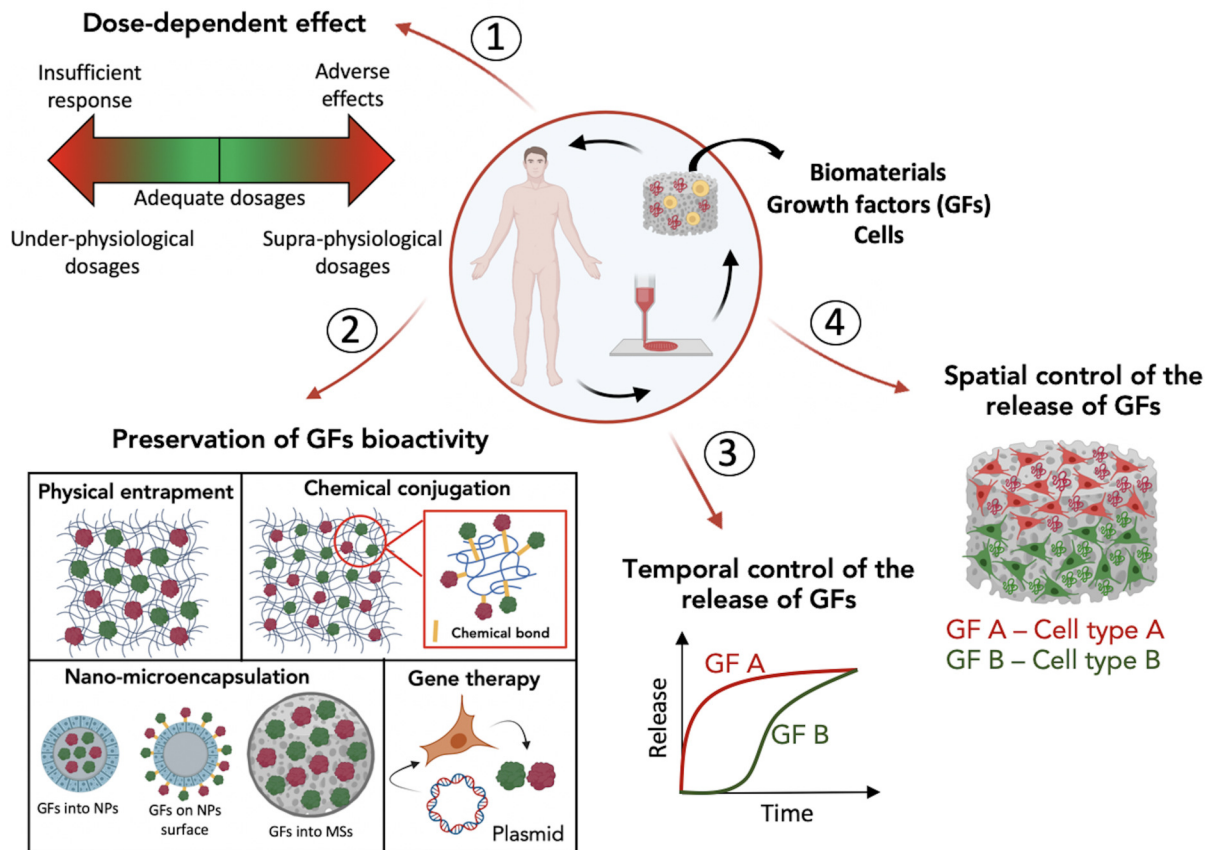 Dose-dependent effect
Insufficient
response
Adverse
effects
Adequate dosages
Under-physiological
dosages
Supra-physiological
dosages
1
Biomaterials
Growth factors (GFs)
Cells
2
Preservation of GFs bioactivity
Physical entrapment
Chemical conjugation
Chemical bond
Nano-microencapsulation
GFs into NPs
GFs on NPs
surface
GFs into MSs
Gene therapy
Plasmid
3
Temporal control of the
release of GFs
Release
GF A
GF B
Time
4
Spatial control of the
release of GFs
GF A – Cell type A
GF B – Cell type B